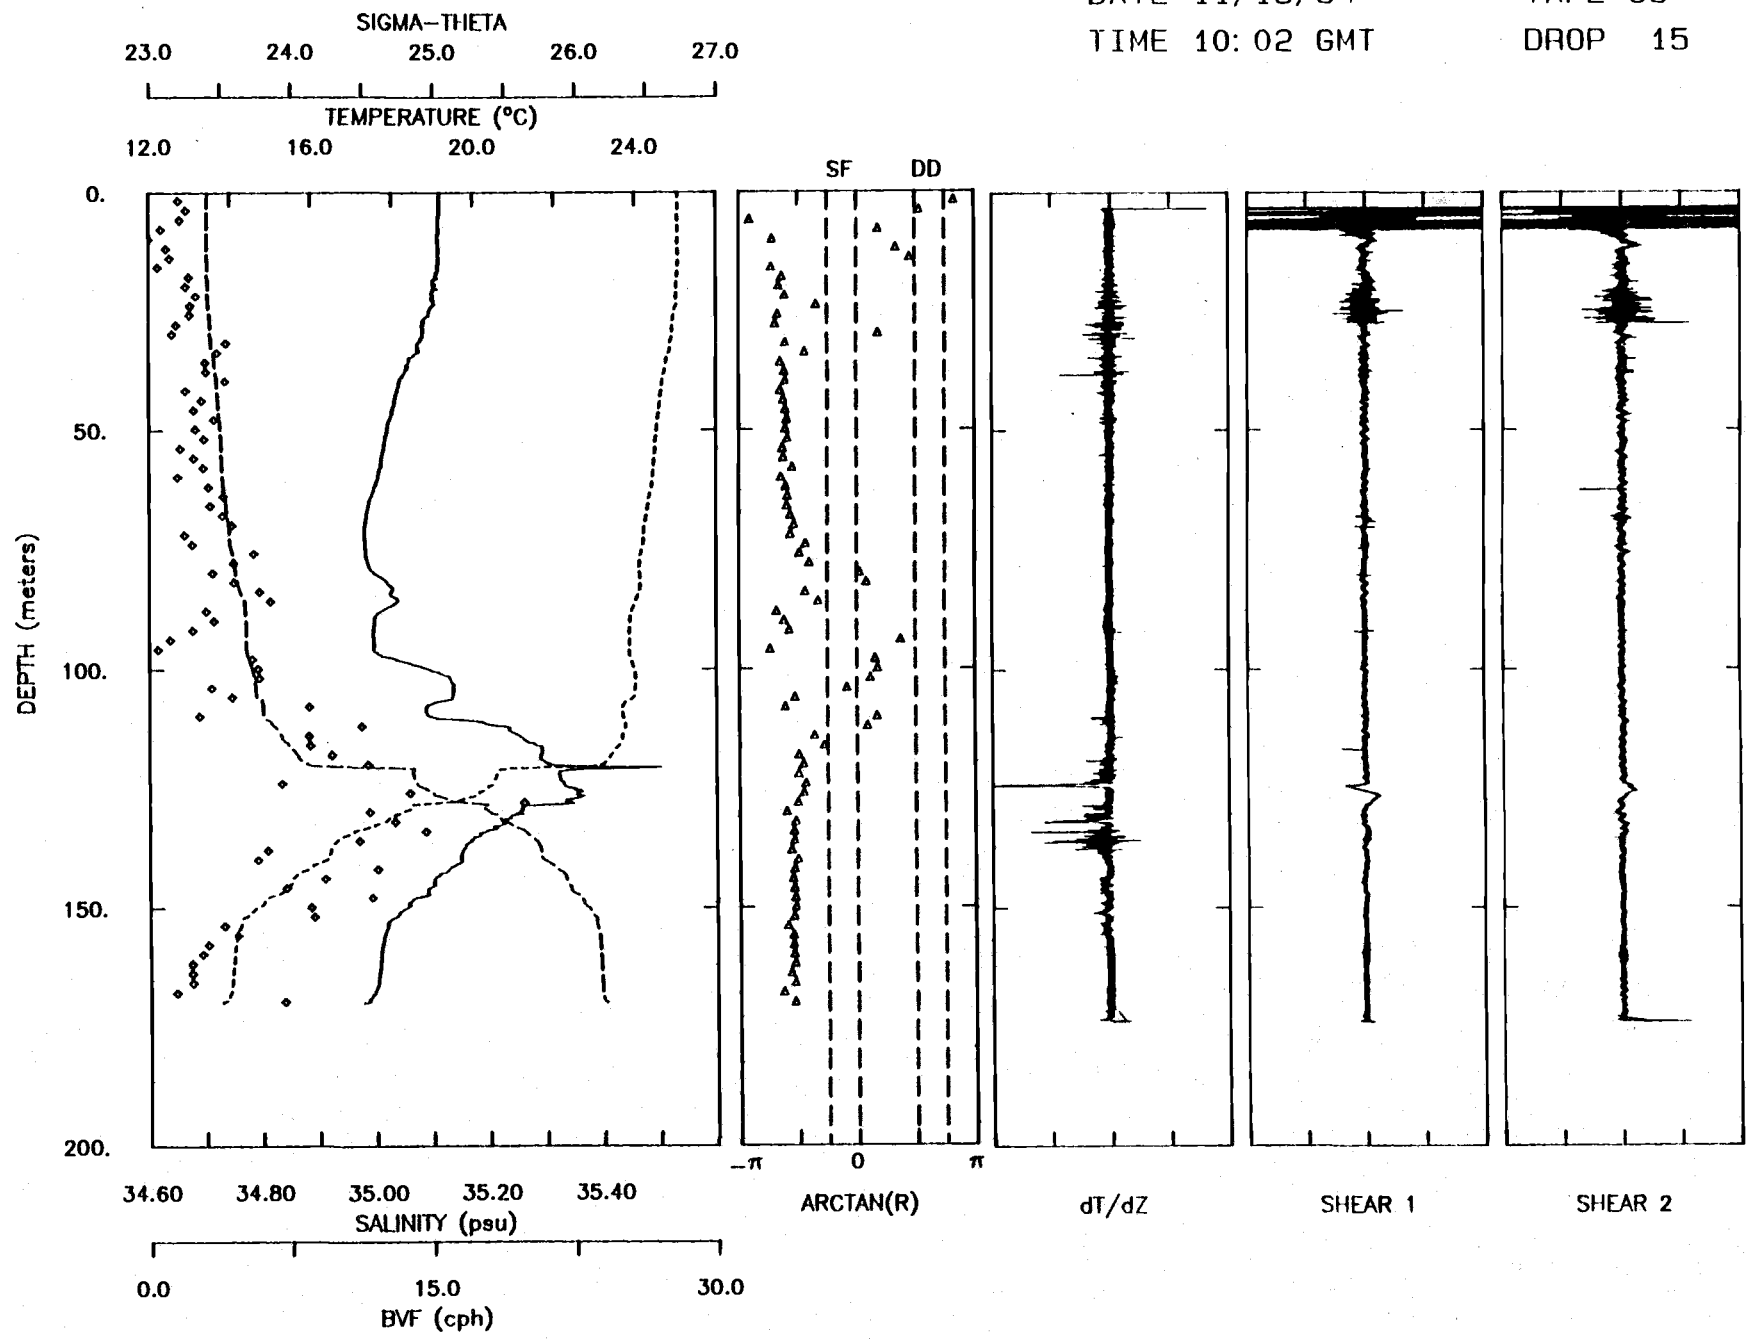 TIME 10:02 GMT DROP 15
SIGMA-THETA
23.0 24.0 25.0 26.0 27.0
TEMPERATURE (°C)
12.0 16.0 20.0 24.0
SF DD
0.
50.
100.
150.
200.
DEPTH (meters)
34.60 34.80 35.00 35.20 35.40
SALINITY (psu)
0.0 15.0 30.0
BVF (cph)
-π 0 π
ARCTAN(R)
dT/dZ
SHEAR 1
SHEAR 2